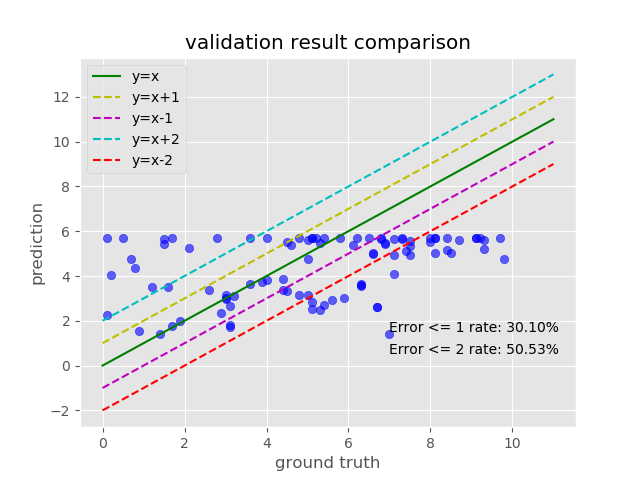 validation result comparison
y=x
y=x+1
y=x-1
y=x+2
y=x-2
12
10
8
6
4
2
0
−2
prediction
Error <= 1 rate: 30.10%
Error <= 2 rate: 50.53%
0 2 4 6 8 10
ground truth